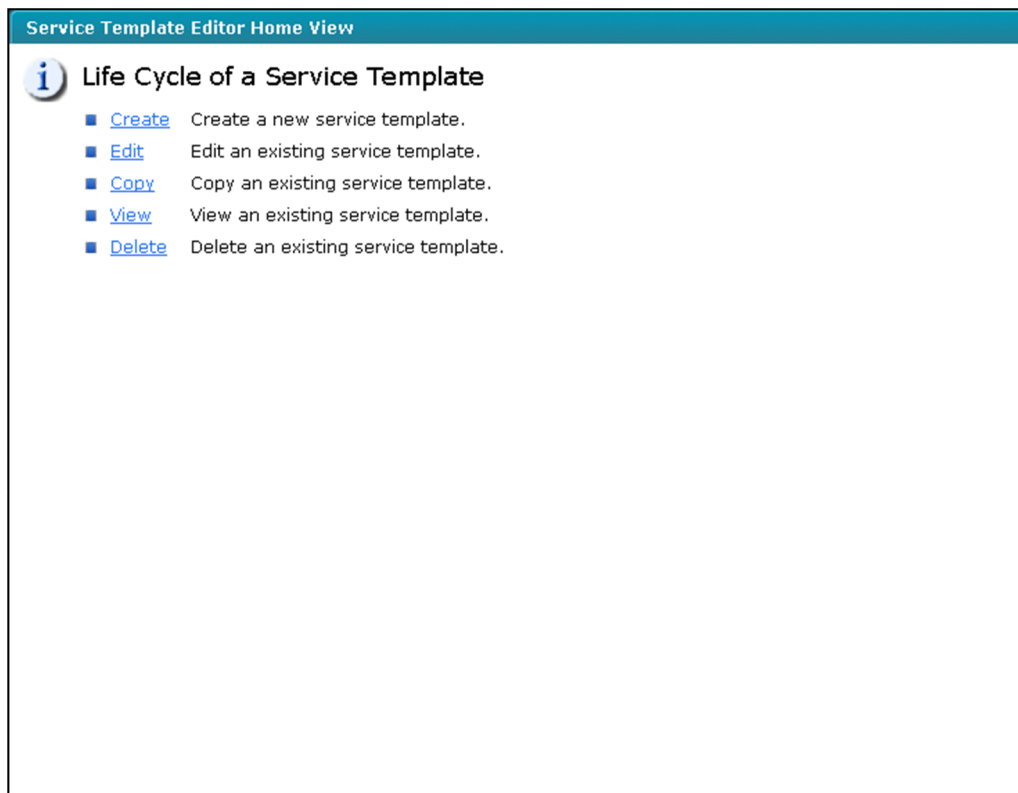 Service Template Editor Home View
Life Cycle of a Service Template
Create Create a new service template.
Edit Edit an existing service template.
Copy Copy an existing service template.
View View an existing service template.
Delete Delete an existing service template.